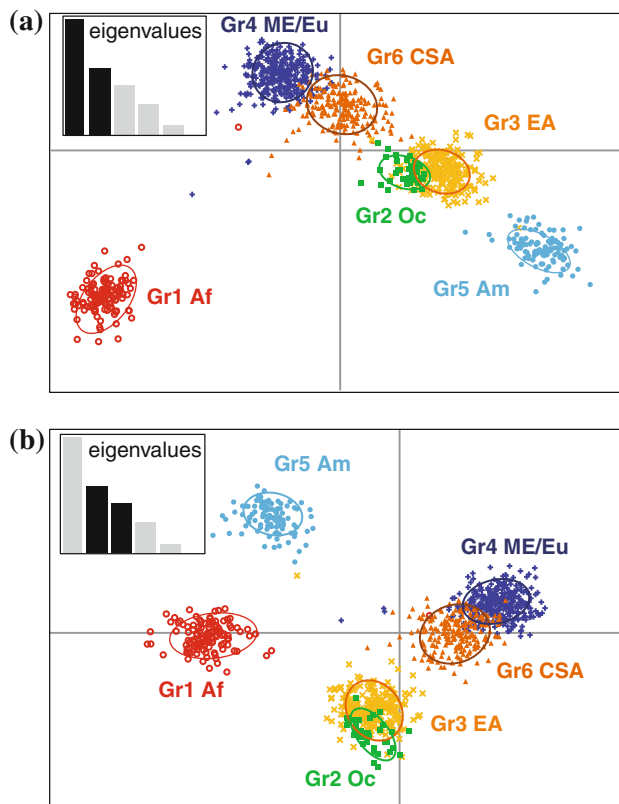 (a)
eigenvalues
Gr4 ME/Eu
Gr6 CSA
Gr3 EA
Gr2 Oc
Gr5 Am
Gr1 Af
(b)
eigenvalues
Gr5 Am
Gr4 ME/Eu
Gr1 Af
Gr6 CSA
Gr3 EA
Gr2 Oc